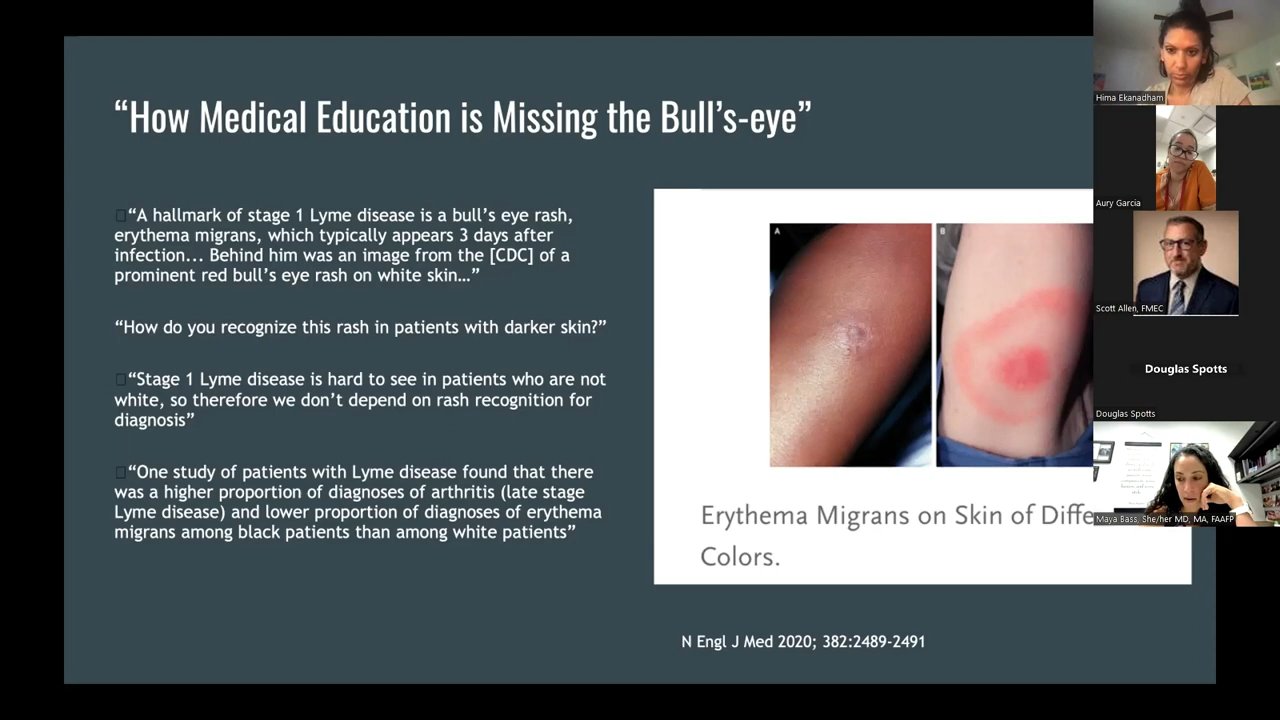 “How Medical Education is Missing the Bull’s-eye”
“A hallmark of stage 1 Lyme disease is a bull’s eye rash,
erythema migrans, which typically appears 3 days after
infection... Behind him was an image from the [CDC] of a
prominent red bull’s eye rash on white skin…”
“How do you recognize this rash in patients with darker skin?”
“Stage 1 Lyme disease is hard to see in patients who are not
white, so therefore we don’t depend on rash recognition for
diagnosis”
“One study of patients with Lyme disease found that there
was a higher proportion of diagnoses of arthritis (late stage
Lyme disease) and lower proportion of diagnoses of erythema
migrans among black patients than among white patients”
A
B
Erythema Migrans on Skin of Diffe
Colors.
N Engl J Med 2020; 382:2489-2491
Hima Ekanadham
Aury Garcia
Scott Allen, FMEC
Douglas Spotts
Douglas Spotts
Maya Bass, She/her MD, MA, FAAFP